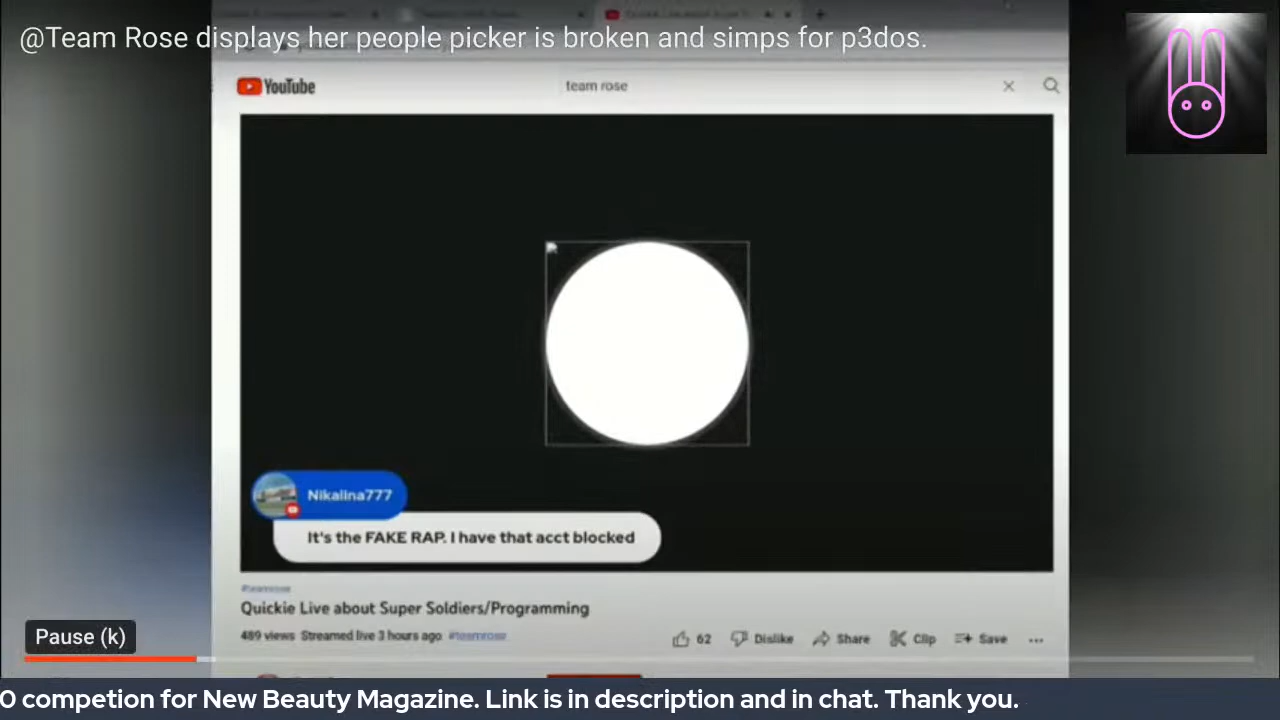 @Team Rose displays her people picker is broken and simps for p3dos.
YouTube
team rose
Nikalina777
It's the FAKE RAP. I have that acct blocked
#teamrose
Quickie Live about Super Soldiers/Programming
489 views Streamed live 3 hours ago #teamrose
62 Dislike Share Clip Save
Pause (k)
0 competion for New Beauty Magazine. Link is in description and in chat. Thank you.